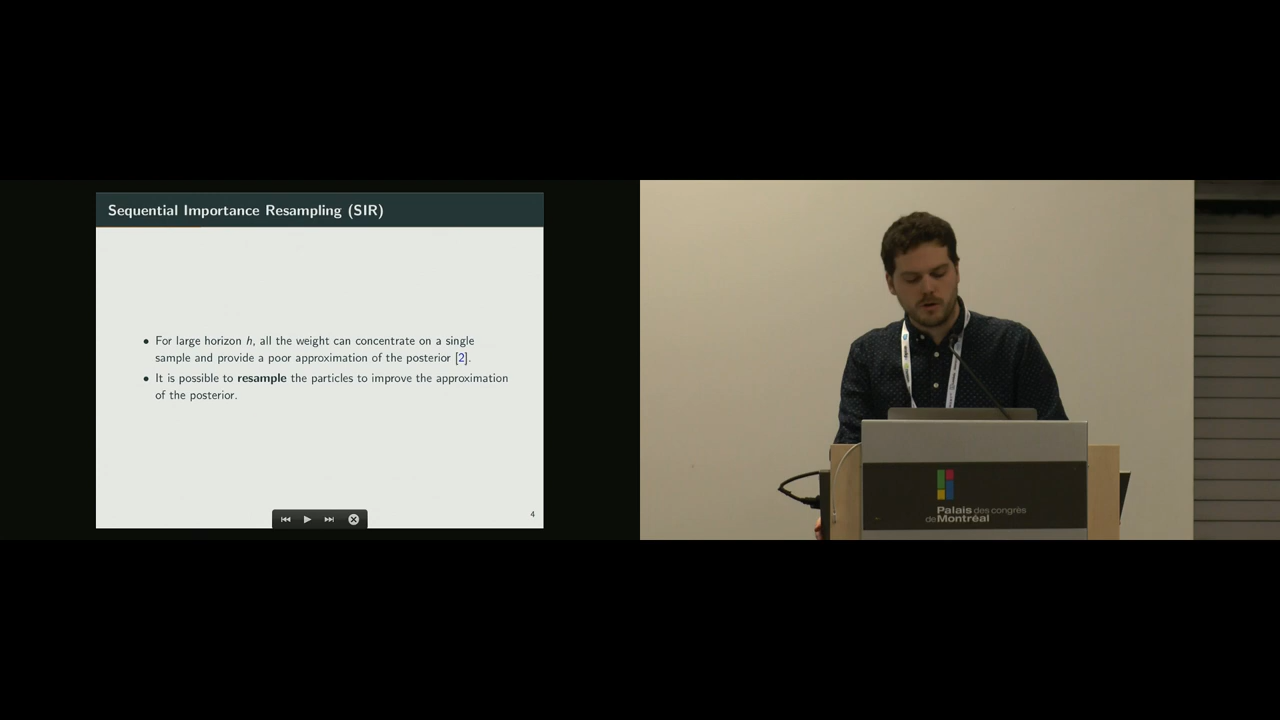 Sequential Importance Resampling (SIR)
• For large horizon h, all the weight can concentrate on a single
sample and provide a poor approximation of the posterior [2].
• It is possible to resample the particles to improve the approximation
of the posterior.
4
Palais des congrès
de Montréal